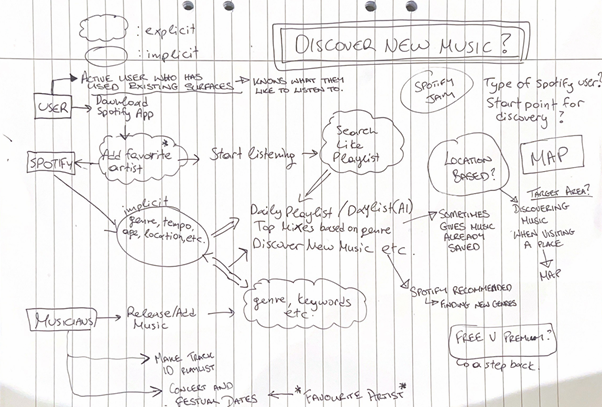 : explicit
: implicit
DISCOVER NEW MUSIC?
ACTIVE USER WHO HAS
USED EXISTING SURFACES
KNOWS WHAT THEY
LIKE TO LISTEN TO.
USER
Download
Spotify App
SPOTIFY
JAM
Type of Spotify user?
Start point for
discovery ?
SPOTIFY
Add favorite*
artist
Start listening
Search
Like
Playlist
LOCATION
BASED?
MAP
TARGET AREA?
DISCOVERING
MUSIC
WHEN VISITING
A PLACE
MAP
implicit
genre, tempo,
age, location, etc.
Daily Playlist / Daylist(AI)
Top Mixes based on genre
Discover New Music etc.
SOMETIMES
GIVES MUSIC
ALREADY
SAVED
SPOTIFY RECOMMENDED
FINDING NEW GENRES
MUSICIANS
Release/Add
Music
genre, keywords
etc.
FREE V PREMIUM?
a step back.
MAKE TRACK
ID PLAYLIST
CONCERT AND
FESTIVAL DATES
*FAVOURITE ARTIST*